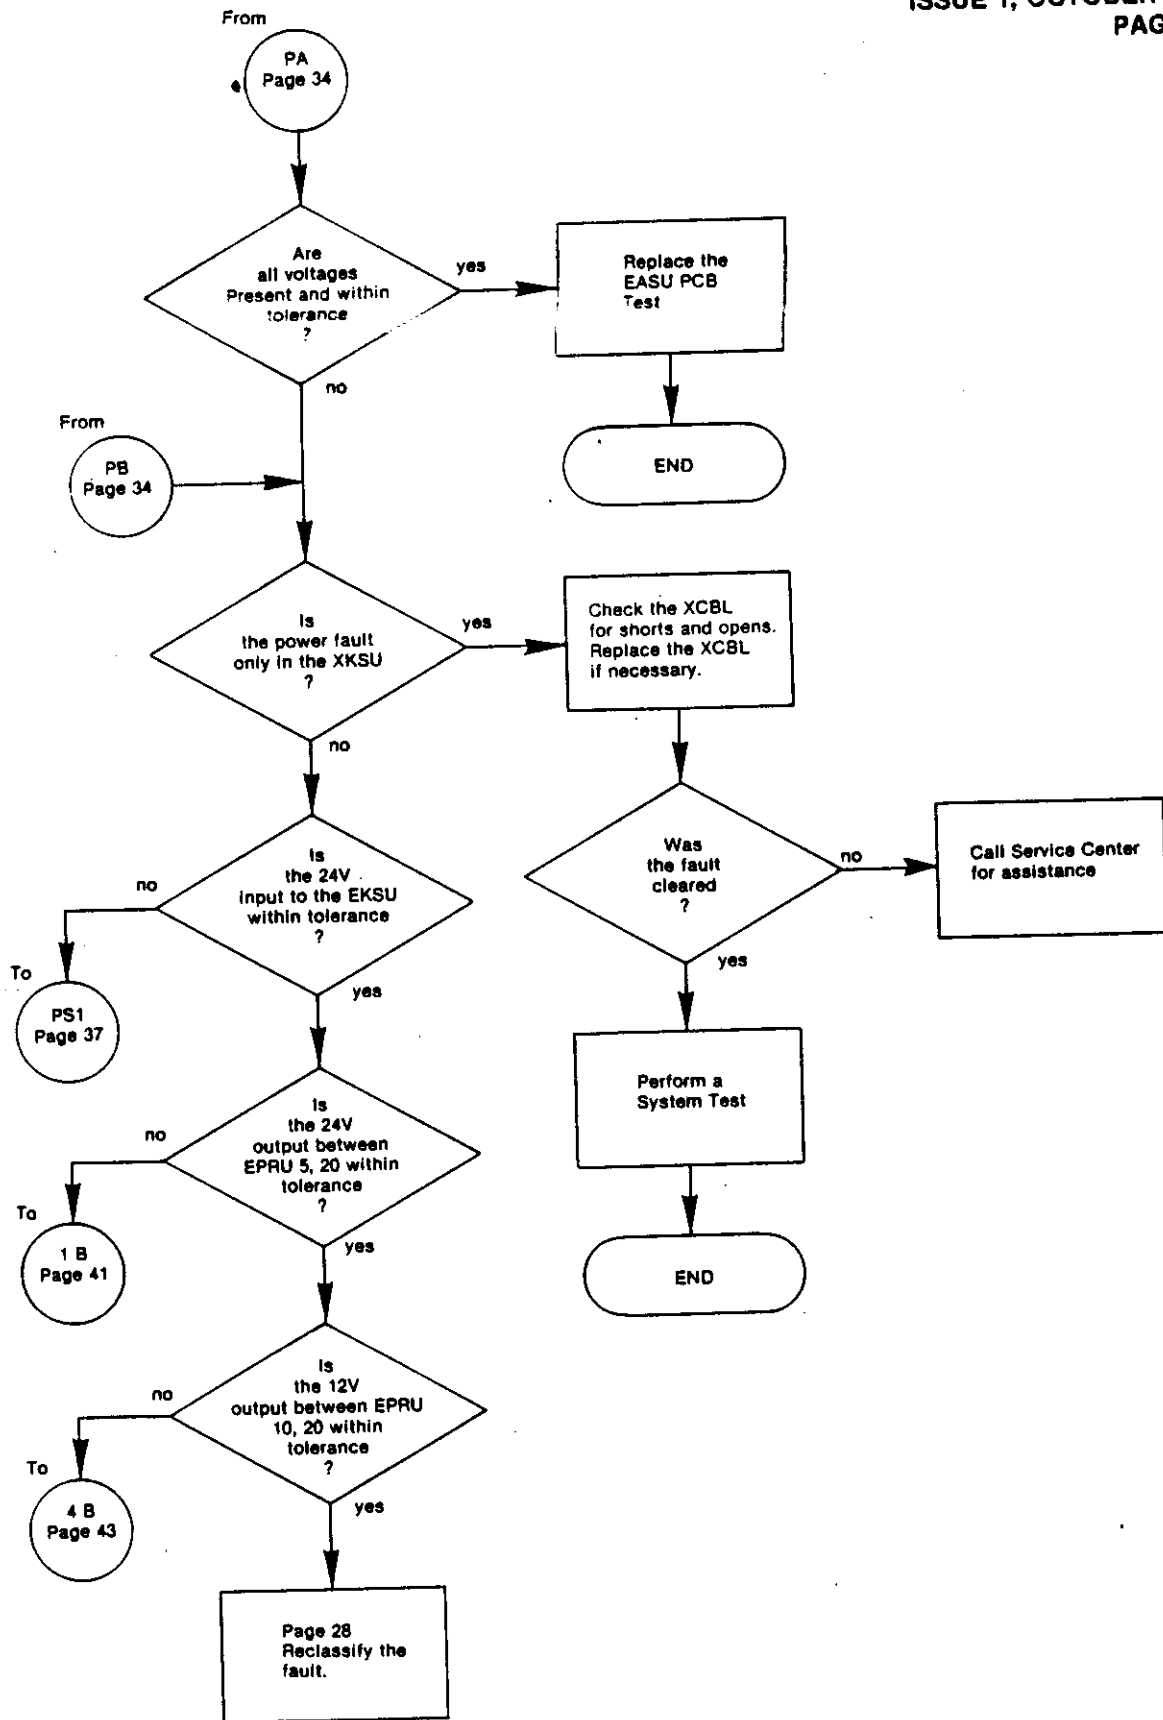 ISSUE 1, OCTOBER
PAG
From
PA
Page 34
Are
all voltages
Present and within
tolerance
?
yes
Replace the
EASU PCB
Test
no
END
From
PB
Page 34
Is
the power fault
only in the XKSU
?
yes
Check the XCBL
for shorts and opens.
Replace the XCBL
if necessary.
no
Was
the fault
cleared
?
no
Call Service Center
for assistance
yes
Perform a
System Test
END
Is
the 24V
input to the EKSU
within tolerance
?
no
To
PS1
Page 37
yes
Is
the 24V
output between
EPRU 5, 20 within
tolerance
?
no
To
1 B
Page 41
yes
Is
the 12V
output between EPRU
10, 20 within
tolerance
?
no
To
4 B
Page 43
yes
Page 28
Reclassify the
fault.